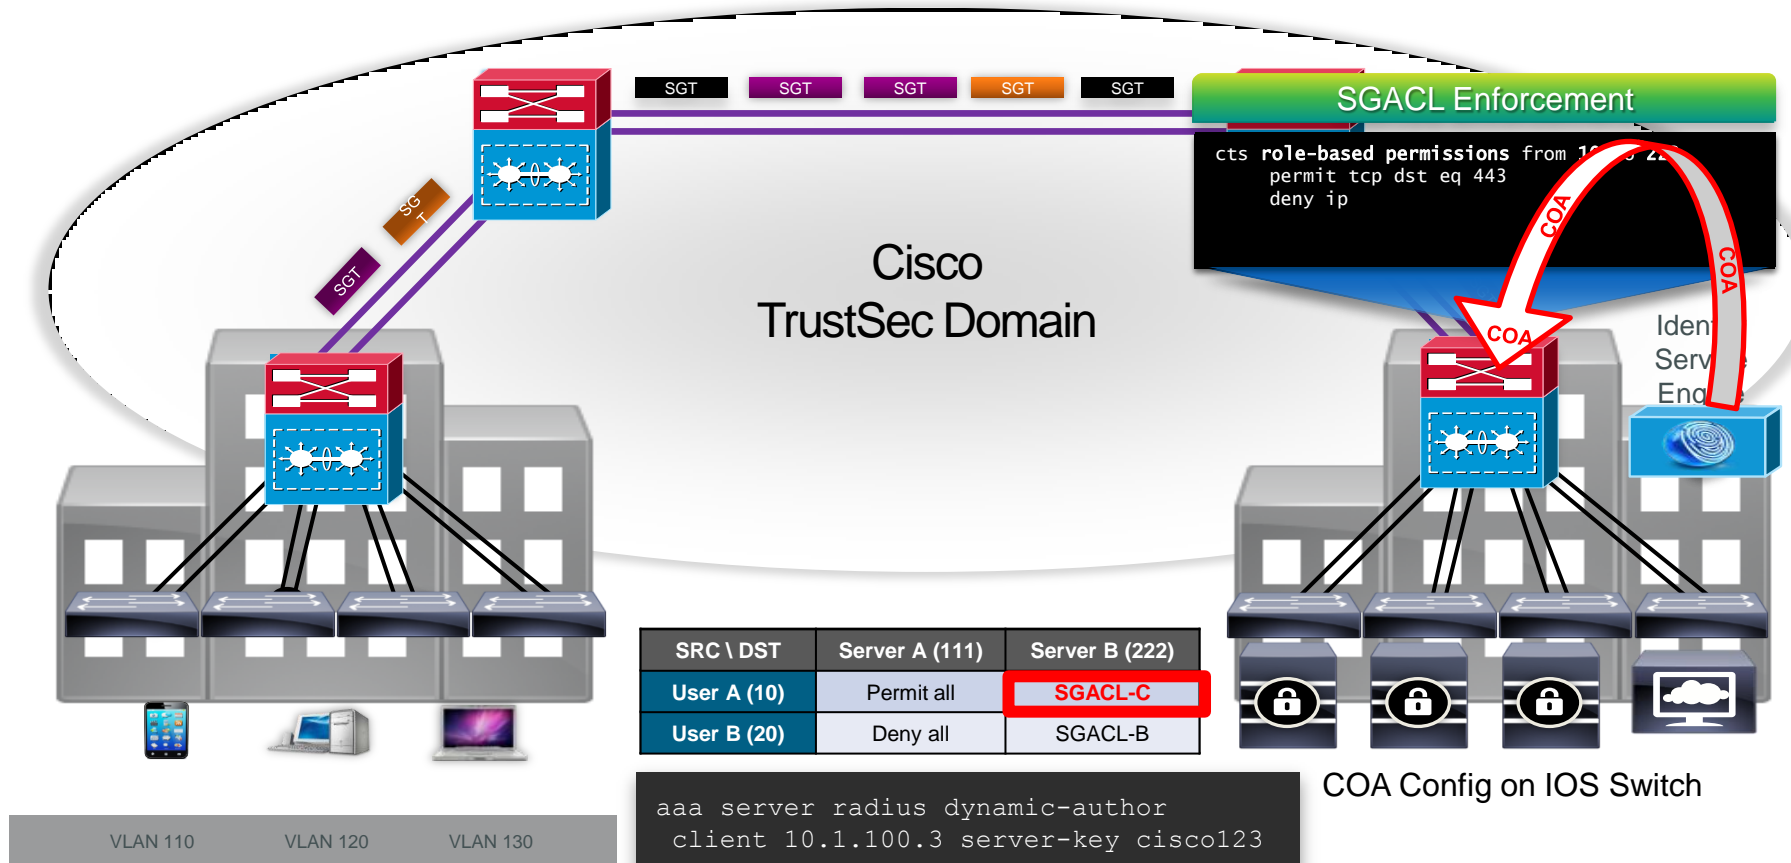 SGT SGT SGT SGT SGT
SGACL Enforcement
cts role-based permissions from
permit tcp dst eq 443
deny ip
COA
COA
COA
SGT
SGT
Cisco
TrustSec Domain
SRC \ DST Server A (111) Server B (222)
User A (10) Permit all SGACL-C
User B (20) Deny all SGACL-B
COA Config on IOS Switch
aaa server radius dynamic-author
client 10.1.100.3 server-key cisco123
VLAN 110 VLAN 120 VLAN 130